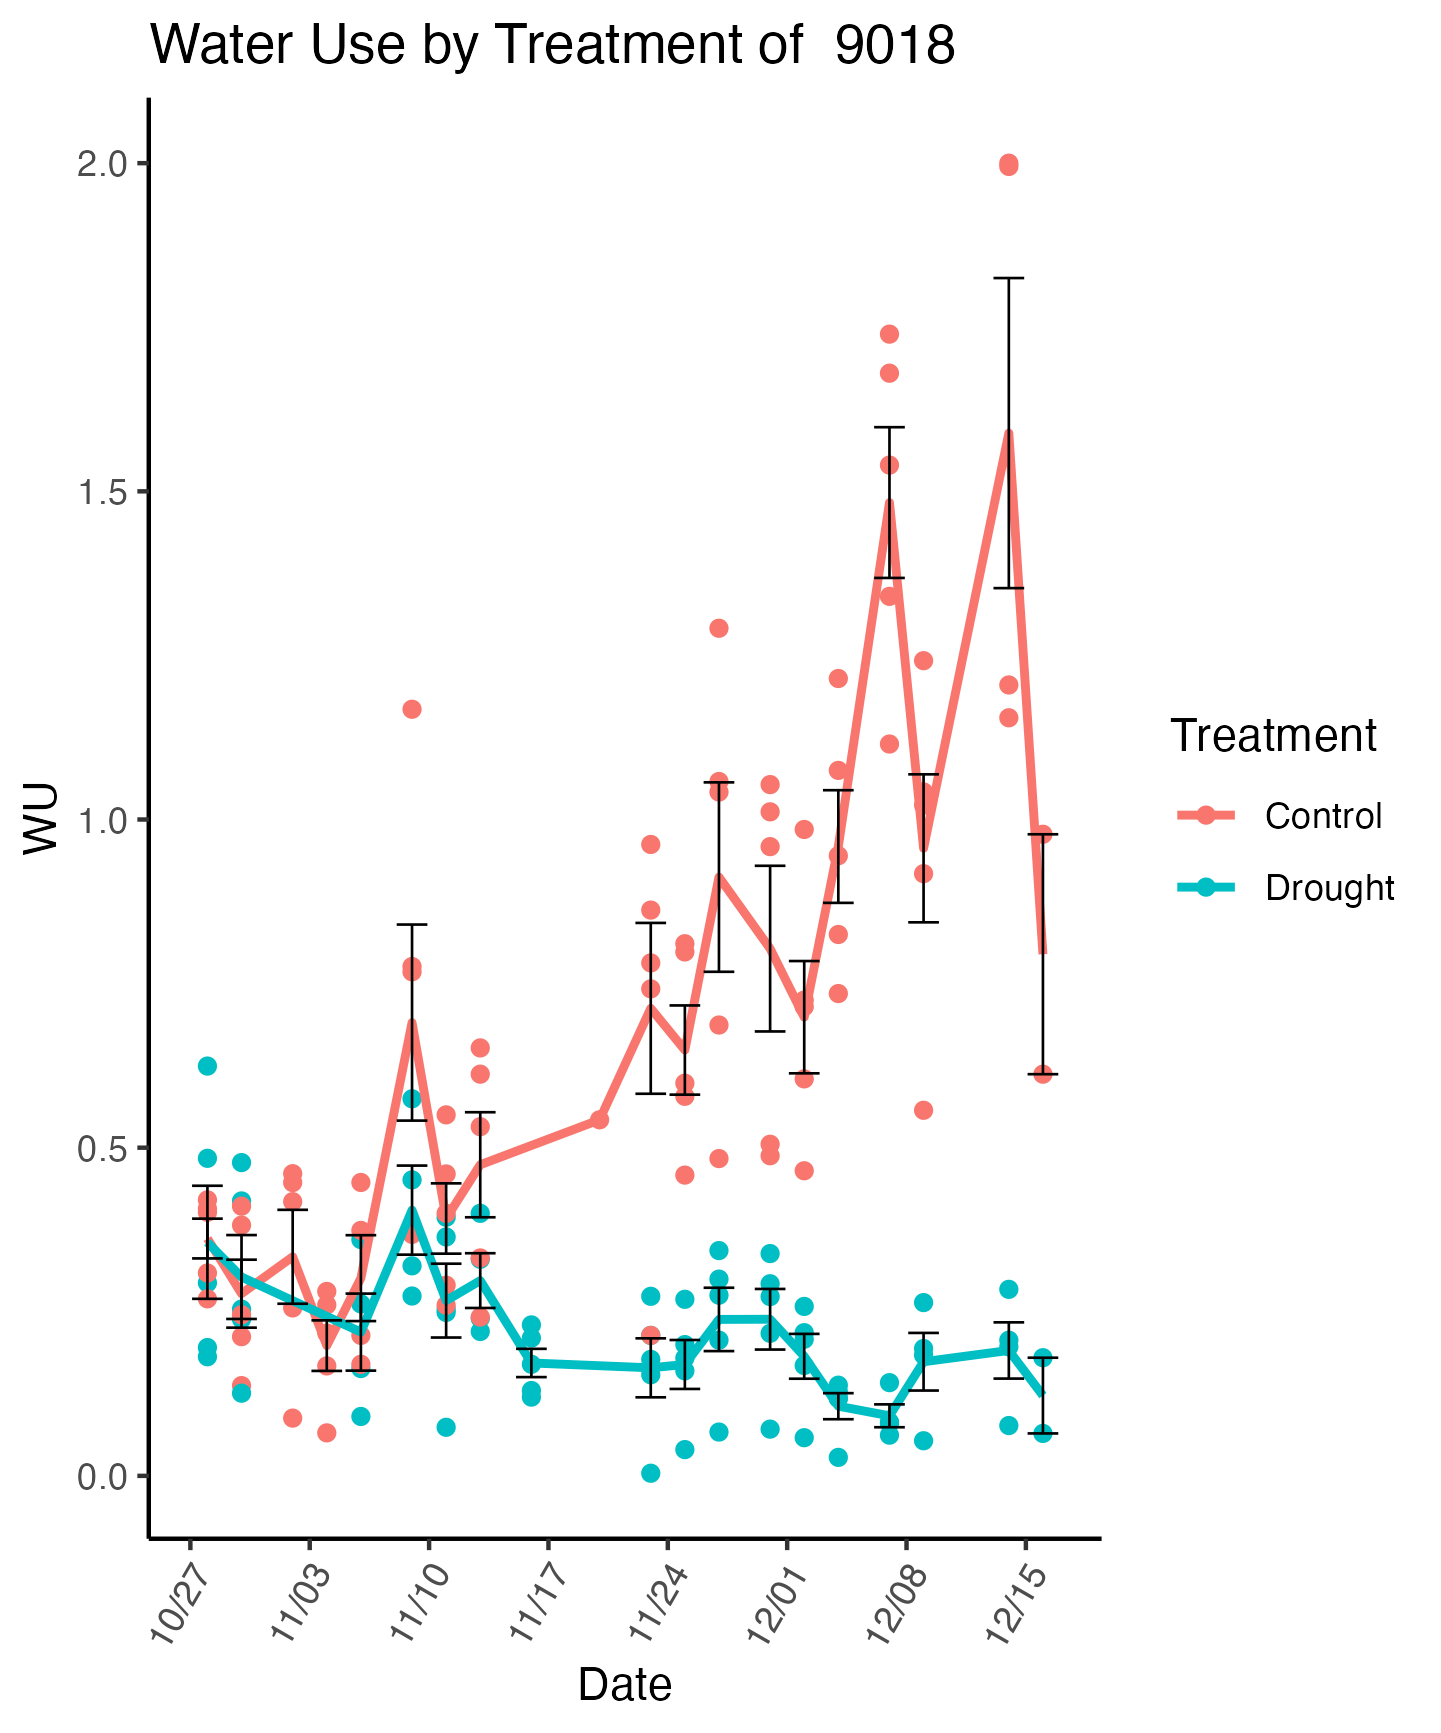 Water Use by Treatment of  9018
2.0
1.5
1.0
0.5
0.0
WU
10/27
11/03
11/10
11/17
11/24
12/01
12/08
12/15
Date
Treatment
Control
Drought